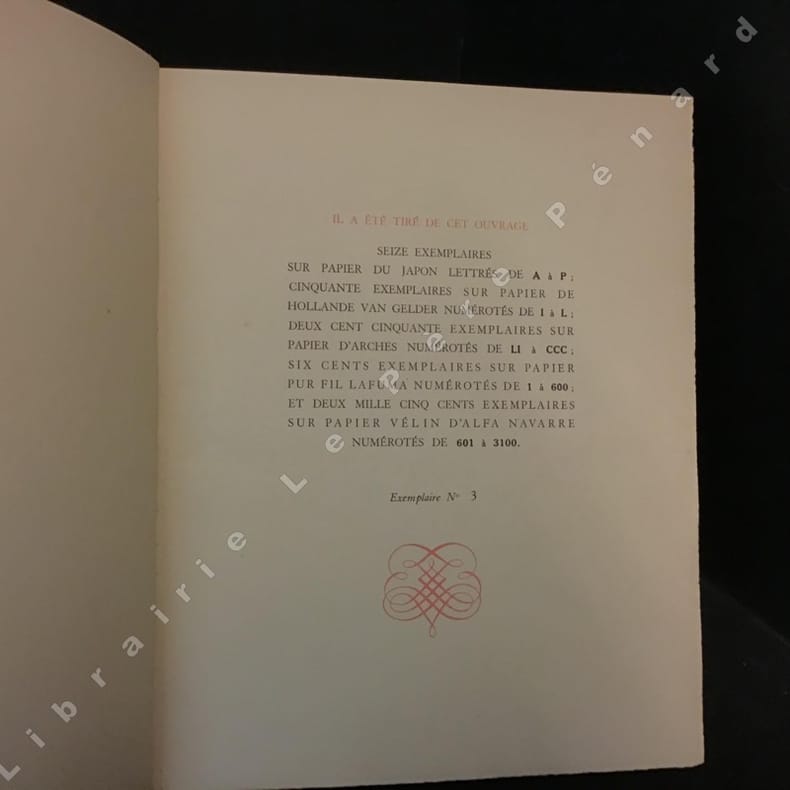 IL A ÉTÉ TIRÉ DE CET OUVRAGE
SEIZE EXEMPLAIRES
SUR PAPIER DU JAPON LETTRÉS DE A à P ;
CINQUANTE EXEMPLAIRES SUR PAPIER DE
HOLLANDE VAN GELDER NUMÉROTÉS DE I à L ;
DEUX CENT CINQUANTE EXEMPLAIRES SUR
PAPIER D'ARCHES NUMÉROTÉS DE LI à CCC ;
SIX CENTS EXEMPLAIRES SUR PAPIER
PUR FIL LAFUMA NUMÉROTÉS DE 1 à 600 ;
ET DEUX MILLE CINQ CENTS EXEMPLAIRES
SUR PAPIER VÉLIN D'ALFA NAVARRE
NUMÉROTÉS DE 601 à 3100.
Exemplaire No 3
Librairie Le Père Pénard